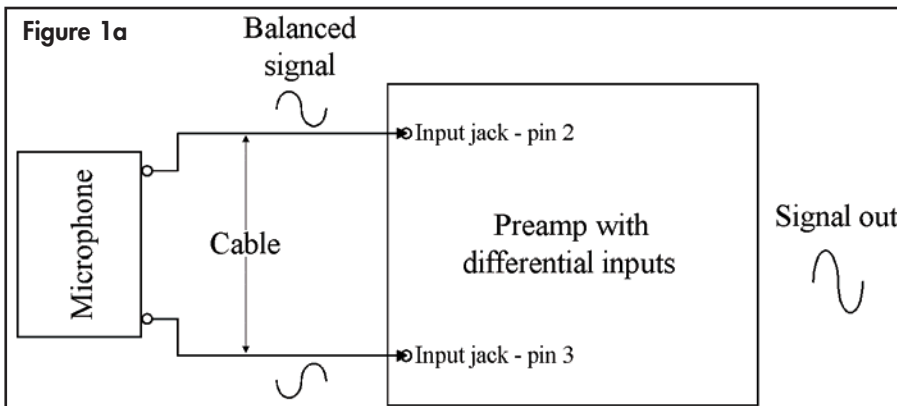 Figure 1a
Balanced
signal
Input jack - pin 2
Microphone
Cable
Preamp with
differential inputs
Signal out
Input jack - pin 3